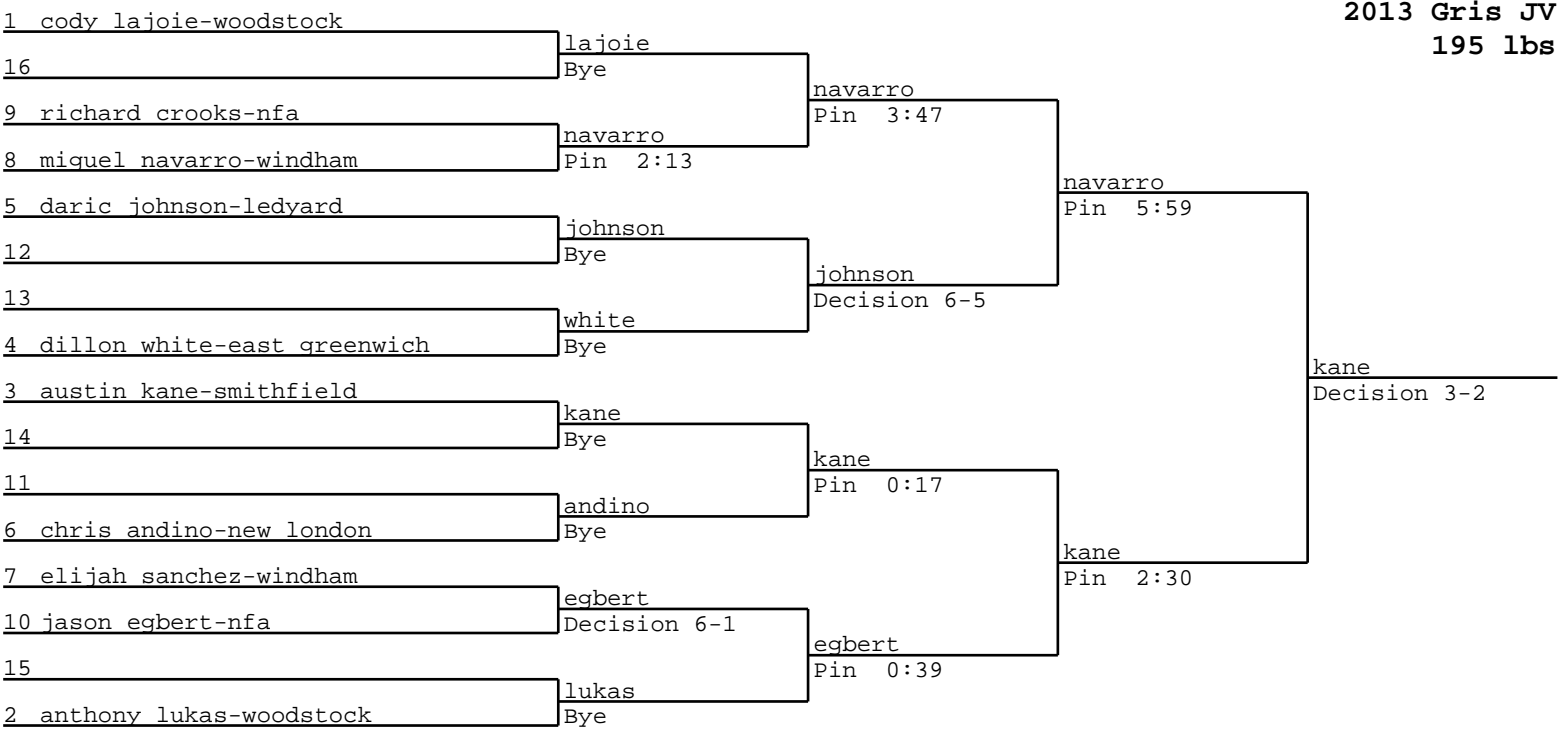 2013 Gris JV
195 lbs
1 cody lajoie-woodstock
lajoie
16
Bye
navarro
9 richard crooks-nfa
Pin 3:47
navarro
8 miguel navarro-windham
Pin 2:13
navarro
5 daric johnson-ledyard
Pin 5:59
johnson
12
Bye
johnson
13
Decision 6-5
white
4 dillon white-east greenwich
Bye
kane
3 austin kane-smithfield
Decision 3-2
kane
14
Bye
kane
11
Pin 0:17
andino
6 chris andino-new london
Bye
kane
7 elijah sanchez-windham
Pin 2:30
egbert
10 jason egbert-nfa
Decision 6-1
egbert
15
Pin 0:39
lukas
2 anthony lukas-woodstock
Bye